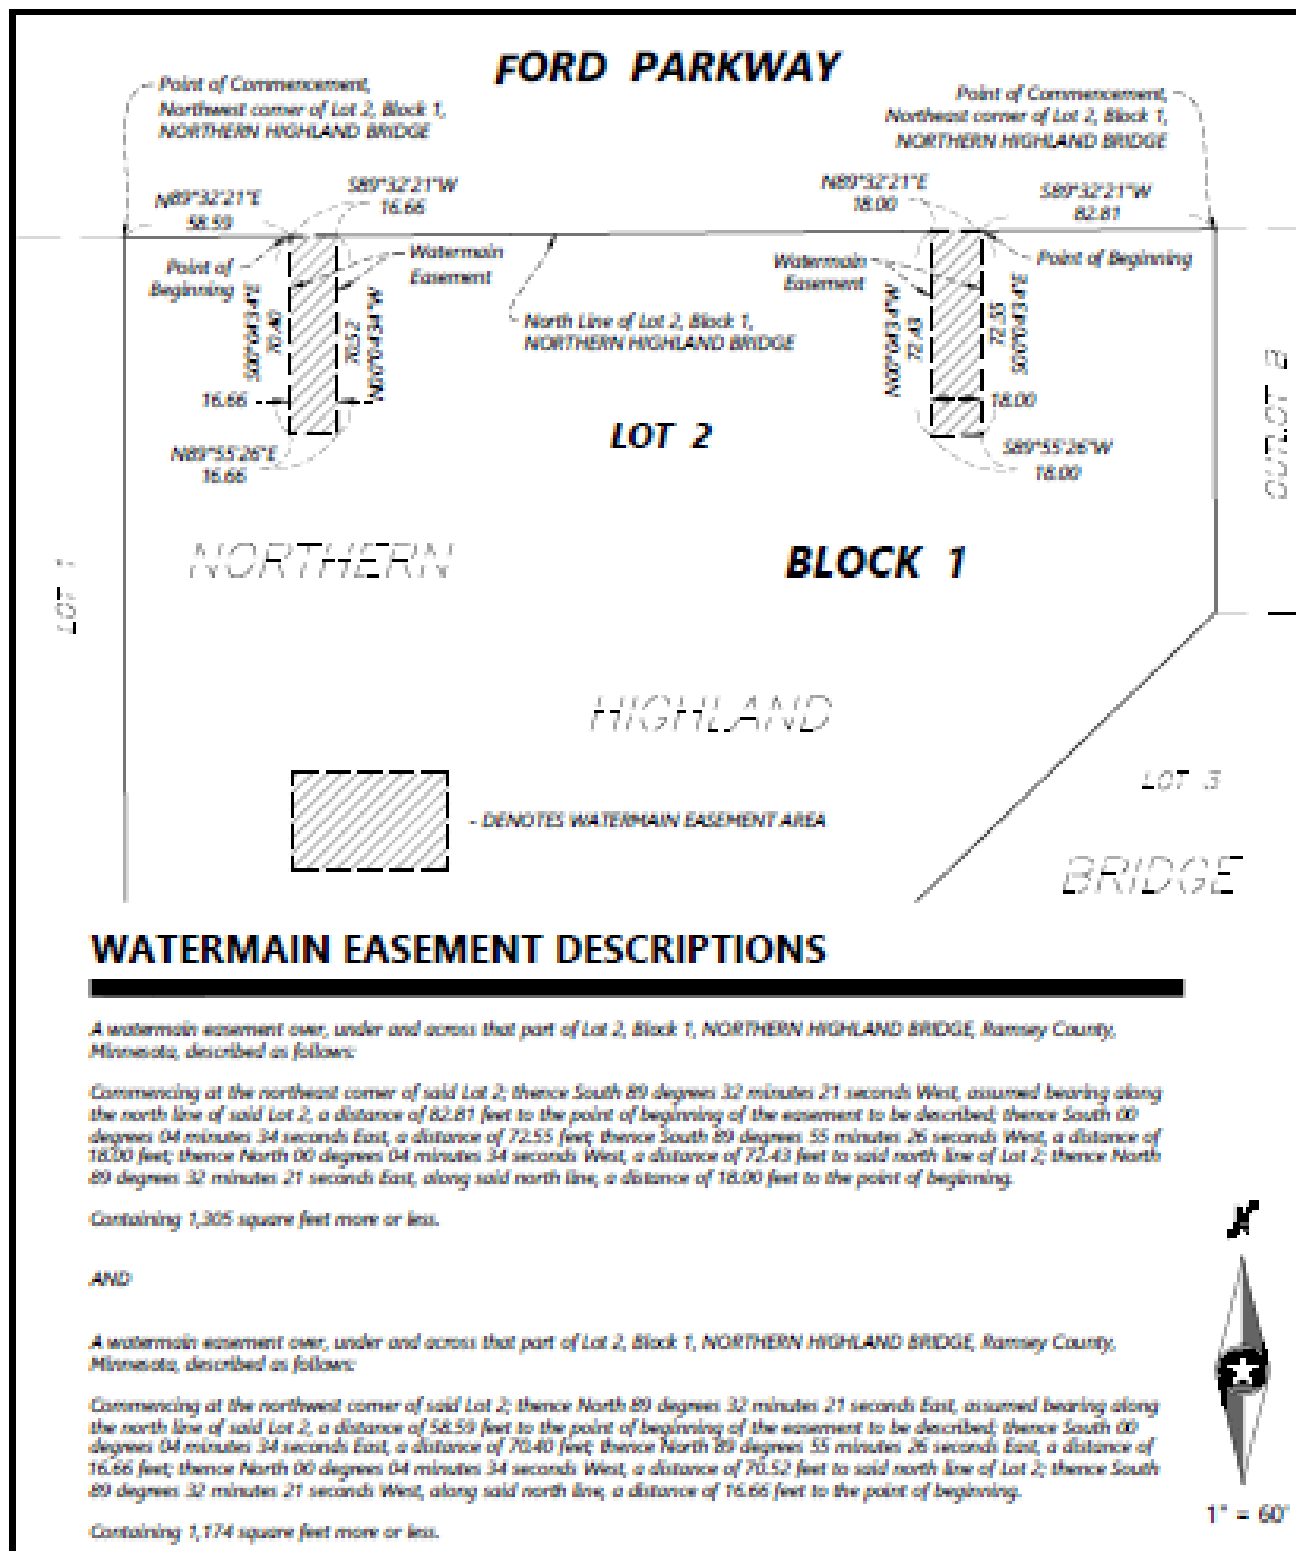 FORD PARKWAY
Point of Commencement,
Northwest corner of Lot 2, Block 1,
NORTHERN HIGHLAND BRIDGE
Point of Commencement,
Northeast corner of Lot 2, Block 1,
NORTHERN HIGHLAND BRIDGE
N89°32'21"E
58.59
S89°32'21"W
16.66
N89°32'21"E
18.00
S89°32'21"W
82.81
Point of
Beginning
Watermain
Easement
Watermain
Easement
Point of Beginning
S00°04'34"E
70.40
70.52
N00°04'34"W
North Line of Lot 2, Block 1,
NORTHERN HIGHLAND BRIDGE
N00°04'34"W
72.43
72.55
S00°04'34"E
16.66
18.00
N89°55'26"E
16.66
S89°55'26"W
18.00
LOT 2
OUTLOT B
LOT 1
NORTHERN
BLOCK 1
HIGHLAND
LOT 3
- DENOTES WATERMAIN EASEMENT AREA
BRIDGE
WATERMAIN EASEMENT DESCRIPTIONS
A watermain easement over, under and across that part of Lot 2, Block 1, NORTHERN HIGHLAND BRIDGE, Ramsey County,
Minnesota, described as follows:
Commencing at the northeast corner of said Lot 2; thence South 89 degrees 32 minutes 21 seconds West, assumed bearing along
the north line of said Lot 2, a distance of 82.81 feet to the point of beginning of the easement to be described; thence South 00
degrees 04 minutes 34 seconds East, a distance of 72.55 feet; thence South 89 degrees 55 minutes 26 seconds West, a distance of
18.00 feet; thence North 00 degrees 04 minutes 34 seconds West, a distance of 72.43 feet to said north line of Lot 2; thence North
89 degrees 32 minutes 21 seconds East, along said north line, a distance of 18.00 feet to the point of beginning.
Containing 1,305 square feet more or less.
AND
A watermain easement over, under and across that part of Lot 2, Block 1, NORTHERN HIGHLAND BRIDGE, Ramsey County,
Minnesota, described as follows:
Commencing at the northwest corner of said Lot 2; thence North 89 degrees 32 minutes 21 seconds East, assumed bearing along
the north line of said Lot 2, a distance of 58.59 feet to the point of beginning of the easement to be described; thence South 00
degrees 04 minutes 34 seconds East, a distance of 70.40 feet; thence North 89 degrees 55 minutes 26 seconds East, a distance of
16.66 feet; thence North 00 degrees 04 minutes 34 seconds West, a distance of 70.52 feet to said north line of Lot 2; thence South
89 degrees 32 minutes 21 seconds West, along said north line, a distance of 16.66 feet to the point of beginning.
Containing 1,174 square feet more or less.
N
1" = 60'